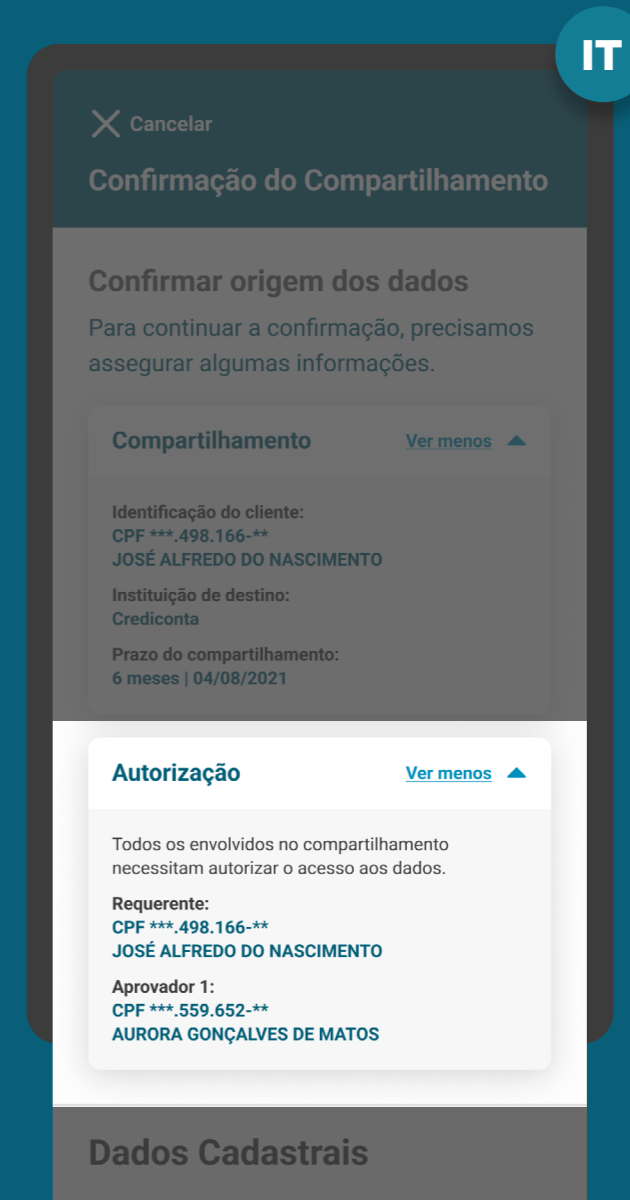 IT
Cancelar
Confirmação do Compartilhamento
Confirmar origem dos dados
Para continuar a confirmação, precisamos
assegurar algumas informações.
Compartilhamento Ver menos
Identificação do cliente:
CPF ***.498.166-**
JOSÉ ALFREDO DO NASCIMENTO
Instituição de destino:
Crediconta
Prazo do compartilhamento:
6 meses | 04/08/2021
Autorização Ver menos
Todos os envolvidos no compartilhamento
necessitam autorizar o acesso aos dados.
Requerente:
CPF ***.498.166-**
JOSÉ ALFREDO DO NASCIMENTO
Aprovador 1:
CPF ***.559.652-**
AURORA GONÇALVES DE MATOS
Dados Cadastrais